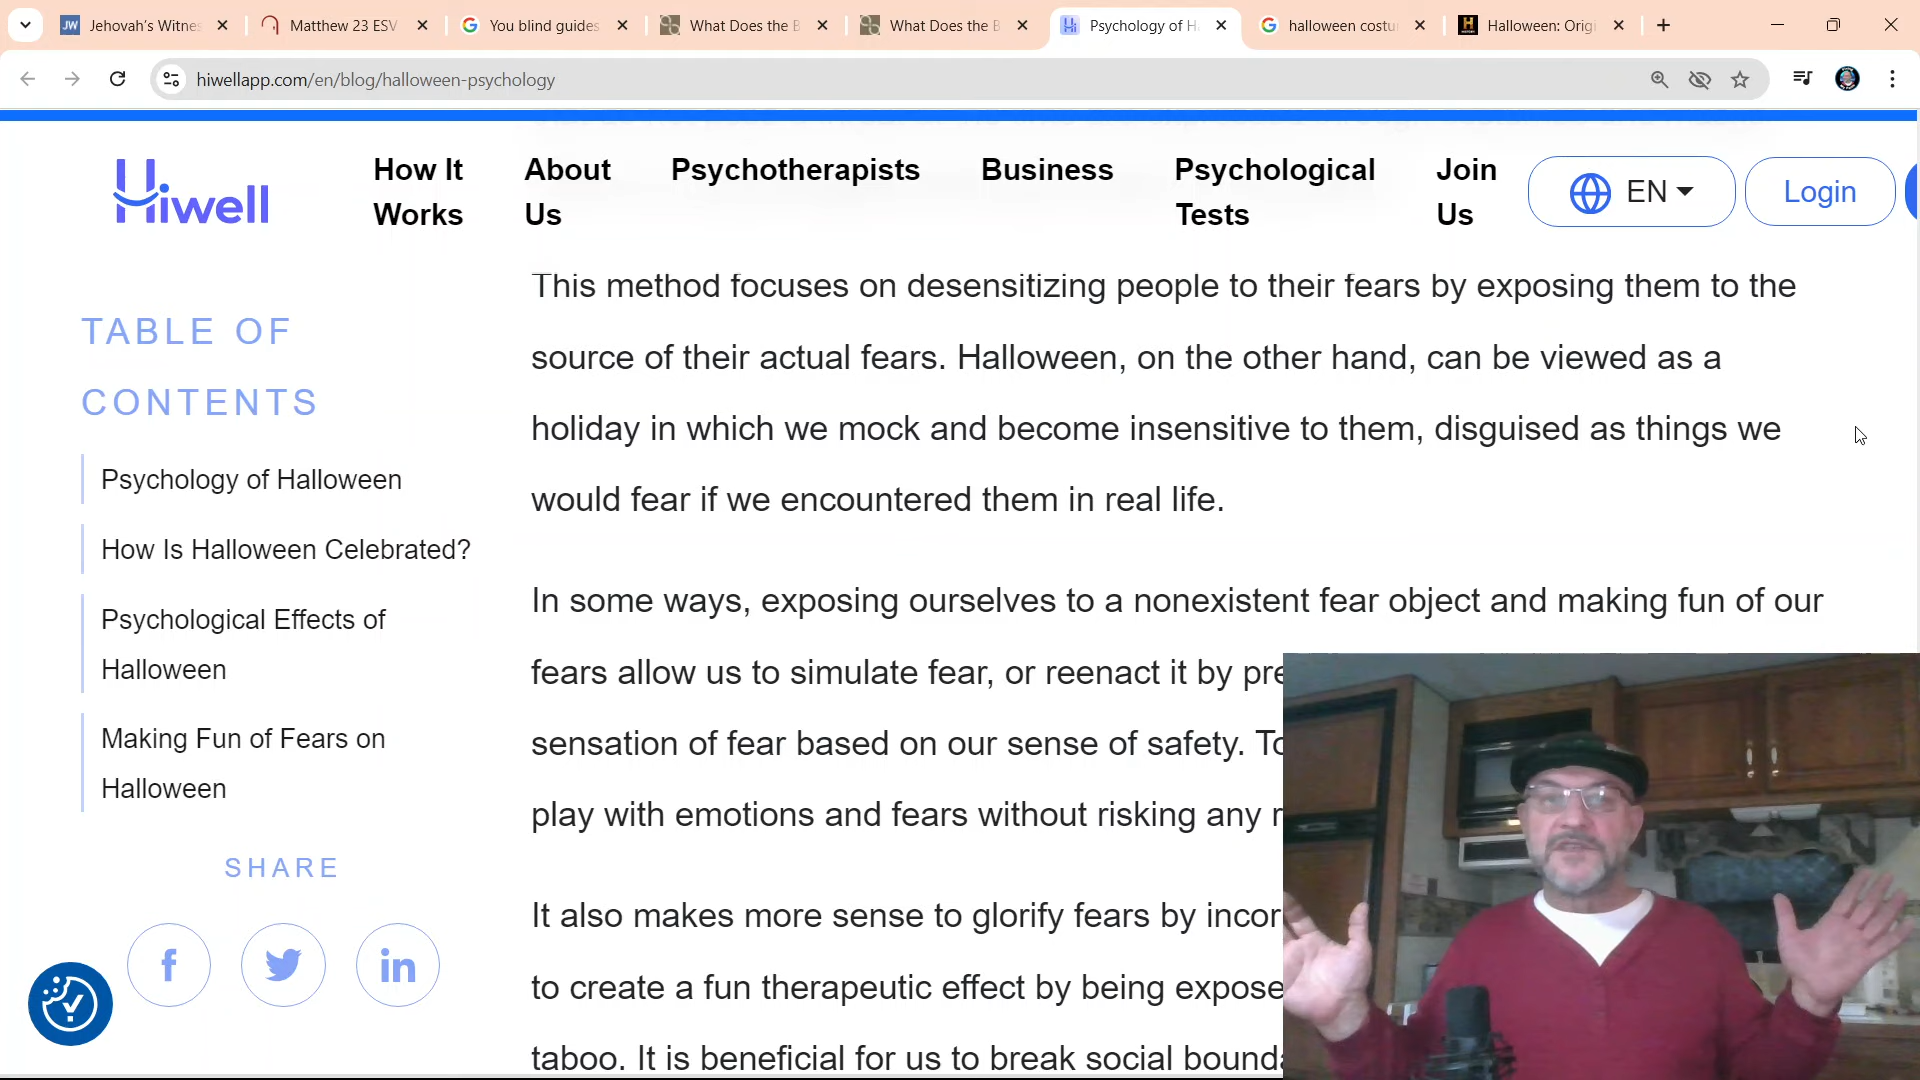 Jehovah's Witnes
Matthew 23 ESV
You blind guides
What Does the B
What Does the B
Psychology of H
halloween costu
Halloween: Orig
hiwellapp.com/en/blog/halloween-psychology
Hiwell
How It
Works
About
Us
Psychotherapists
Business
Psychological
Tests
Join
Us
EN
Login
TABLE OF
CONTENTS
Psychology of Halloween
How Is Halloween Celebrated?
Psychological Effects of
Halloween
Making Fun of Fears on
Halloween
SHARE
This method focuses on desensitizing people to their fears by exposing them to the
source of their actual fears. Halloween, on the other hand, can be viewed as a
holiday in which we mock and become insensitive to them, disguised as things we
would fear if we encountered them in real life.
In some ways, exposing ourselves to a nonexistent fear object and making fun of our
fears allow us to simulate fear, or reenact it by pre
sensation of fear based on our sense of safety. To
play with emotions and fears without risking any r
It also makes more sense to glorify fears by incor
to create a fun therapeutic effect by being expose
taboo. It is beneficial for us to break social bounda